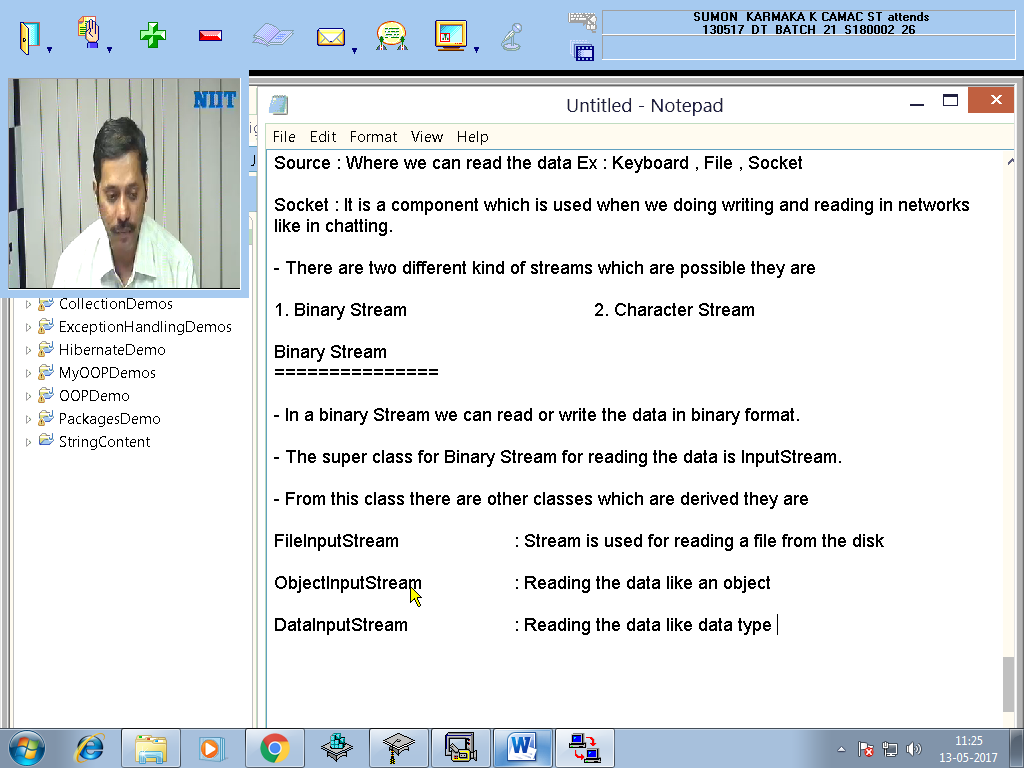 SUMON KARMAKA K CAMAC ST attends
130517 DT BATCH 21 S180002 26
NIIT
Untitled - Notepad
File Edit Format View Help
Source : Where we can read the data Ex : Keyboard , File , Socket
Socket : It is a component which is used when we doing writing and reading in networks
like in chatting.
- There are two different kind of streams which are possible they are
1. Binary Stream 2. Character Stream
Binary Stream
===============
- In a binary Stream we can read or write the data in binary format.
- The super class for Binary Stream for reading the data is InputStream.
- From this class there are other classes which are derived they are
FileInputStream : Stream is used for reading a file from the disk
ObjectInputStream : Reading the data like an object
DataInputStream : Reading the data like data type
CollectionDemos
ExceptionHandlingDemos
HibernateDemo
MyOOPDemos
OOPDemo
PackagesDemo
StringContent
11:25
13-05-2017